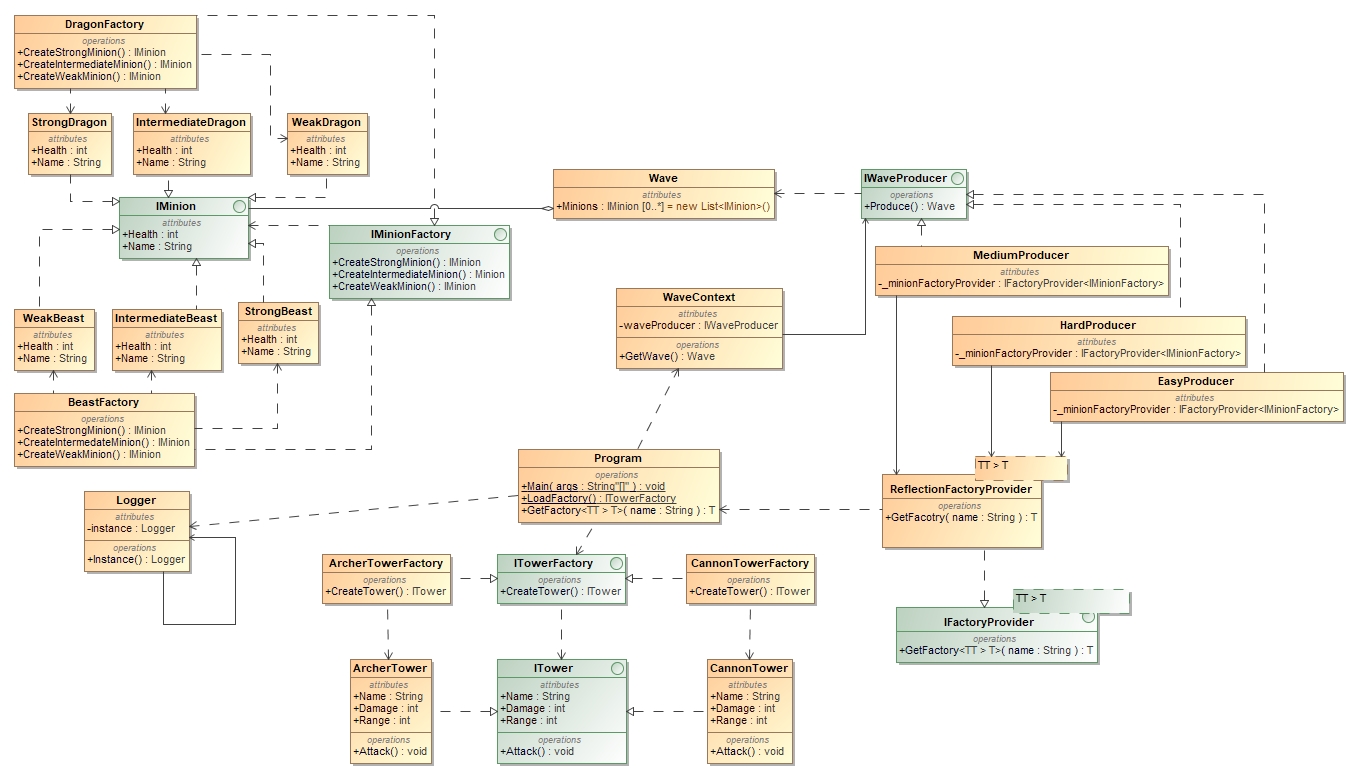 DragonFactory
operations
+CreateStrongMinion() : IMinion
+CreateIntermediateMinion() : IMinion
+CreateWeakMinion() : IMinion
StrongDragon
attributes
+Health : int
+Name : String
IntermediateDragon
attributes
+Health : int
+Name : String
WeakDragon
attributes
+Health : int
+Name : String
IMinion
attributes
+Health : int
+Name : String
IMinionFactory
operations
+CreateStrongMinion() : IMinion
+CreateIntermediateMinion() : Minion
+CreateWeakMinion() : IMinion
Wave
attributes
+Minions : IMinion [0..*] = new List<IMinion>()
IWaveProducer
operations
+Produce() : Wave
MediumProducer
attributes
-_minionFactoryProvider : IFactoryProvider<IMinionFactory>
HardProducer
attributes
-_minionFactoryProvider : IFactoryProvider<IMinionFactory>
EasyProducer
attributes
-_minionFactoryProvider : IFactoryProvider<IMinionFactory>
WaveContext
attributes
-waveProducer : IWaveProducer
operations
+GetWave() : Wave
WeakBeast
attributes
+Health : int
+Name : String
IntermediateBeast
attributes
+Health : int
+Name : String
StrongBeast
attributes
+Health : int
+Name : String
BeastFactory
operations
+CreateStrongMinion() : IMinion
+CreateIntermedateMinion() : IMinion
+CreateWeakMinion() : IMinion
Logger
attributes
-instance : Logger
operations
+Instance() : Logger
Program
operations
+Main( args : String"[]" ) : void
+LoadFactory() : ITowerFactory
+GetFactory<TT > T>( name : String ) : T
TT > T
ReflectionFactoryProvider
operations
+GetFacotry( name : String ) : T
TT > T
IFactoryProvider
operations
+GetFactory<TT > T>( name : String ) : T
ArcherTowerFactory
operations
+CreateTower() : ITower
ITowerFactory
operations
+CreateTower() : ITower
CannonTowerFactory
operations
+CreateTower() : ITower
ArcherTower
attributes
+Name : String
+Damage : int
+Range : int
operations
+Attack() : void
ITower
attributes
+Name : String
+Damage : int
+Range : int
operations
+Attack() : void
CannonTower
attributes
+Name : String
+Damage : int
+Range : int
operations
+Attack() : void